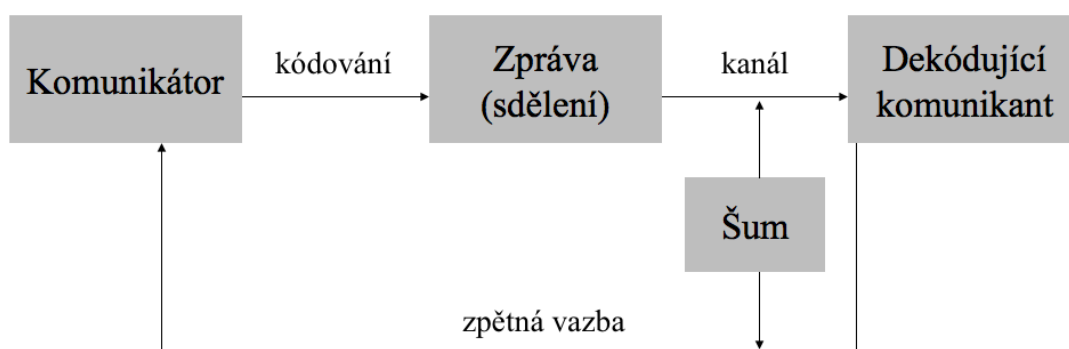 Komunikátor
kódování
Zpráva
(sdělení)
kanál
Dekódující
komunikant
Šum
zpětná vazba